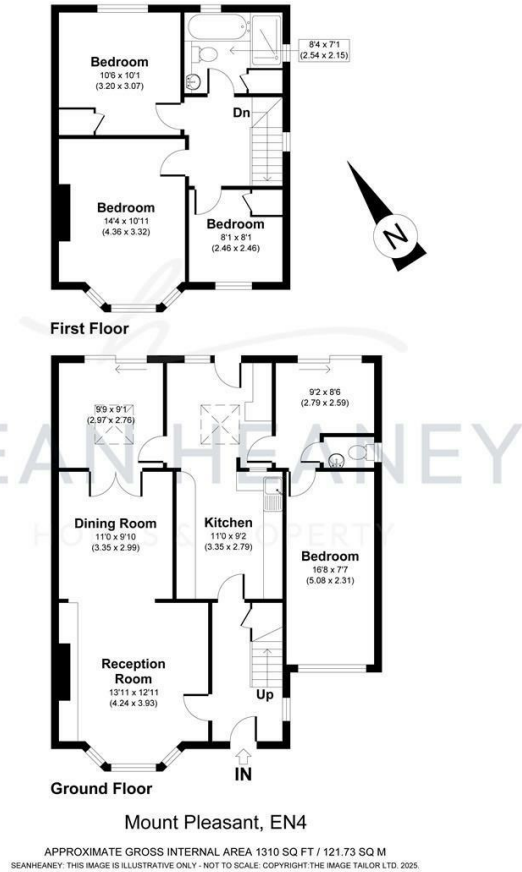 Bedroom
10'6 x 10'1
(3.20 x 3.07)
8'4 x 7'1
(2.54 x 2.15)
Dn
Bedroom
14'4 x 10'11
(4.36 x 3.32)
Bedroom
8'1 x 8'1
(2.46 x 2.46)
N
First Floor
9'9 x 9'1
(2.97 x 2.76)
9'2 x 8'6
(2.79 x 2.59)
EAN HEANEY
Dining Room
11'0 x 9'10
(3.35 x 2.99)
Kitchen
11'0 x 9'2
(3.35 x 2.79)
HOMES & PROPERTY
Bedroom
16'8 x 7'7
(5.08 x 2.31)
Reception
Room
13'11 x 12'11
(4.24 x 3.93)
Up
IN
Ground Floor
Mount Pleasant, EN4
APPROXIMATE GROSS INTERNAL AREA 1310 SQ FT / 121.73 SQ M
SEANHEANEY: THIS IMAGE IS ILLUSTRATIVE ONLY - NOT TO SCALE: COPYRIGHT:THE IMAGE TAILOR LTD. 2025.